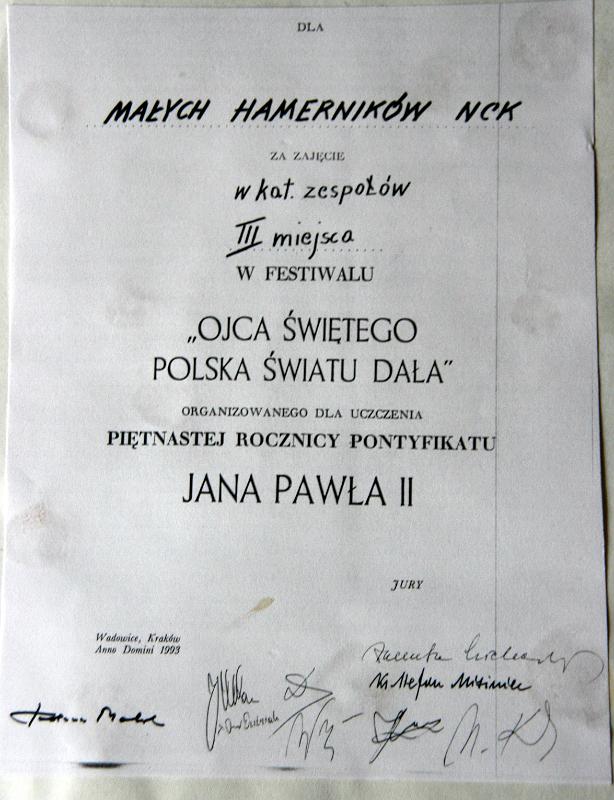 DLA
MAŁYCH HAMERNIKÓW NCK
ZA ZAJĘCIE
w kat. zespołów
III miejsca
W FESTIWALU
„OJCA ŚWIĘTEGO
POLSKA ŚWIATU DAŁA”
ORGANIZOWANEGO DLA UCZCZENIA
PIĘTNASTEJ ROCZNICY PONTYFIKATU
JANA PAWŁA II
JURY
Wadowice, Kraków
Anno Domini 1993
Ks. Stefan Misiniec